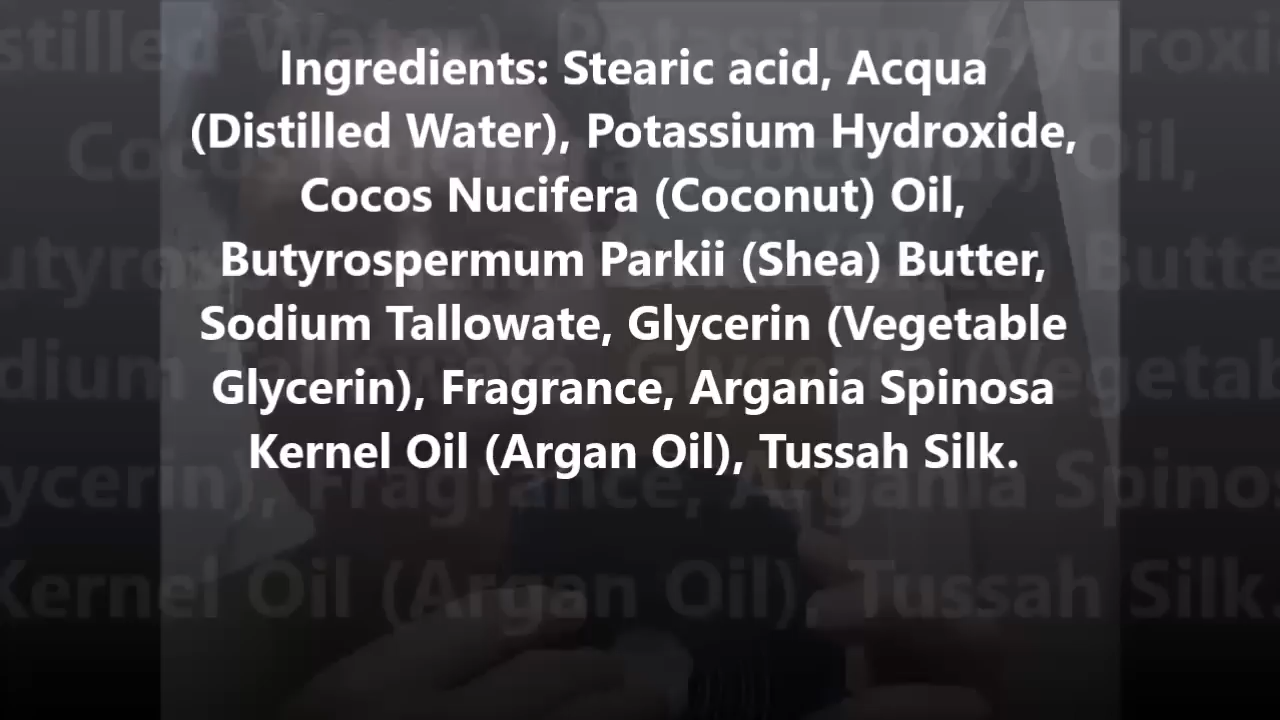 Ingredients: Stearic acid, Acqua
(Distilled Water), Potassium Hydroxide,
Cocos Nucifera (Coconut) Oil,
Butyrospermum Parkii (Shea) Butter,
Sodium Tallowate, Glycerin (Vegetable
Glycerin), Fragrance, Argania Spinosa
Kernel Oil (Argan Oil), Tussah Silk.